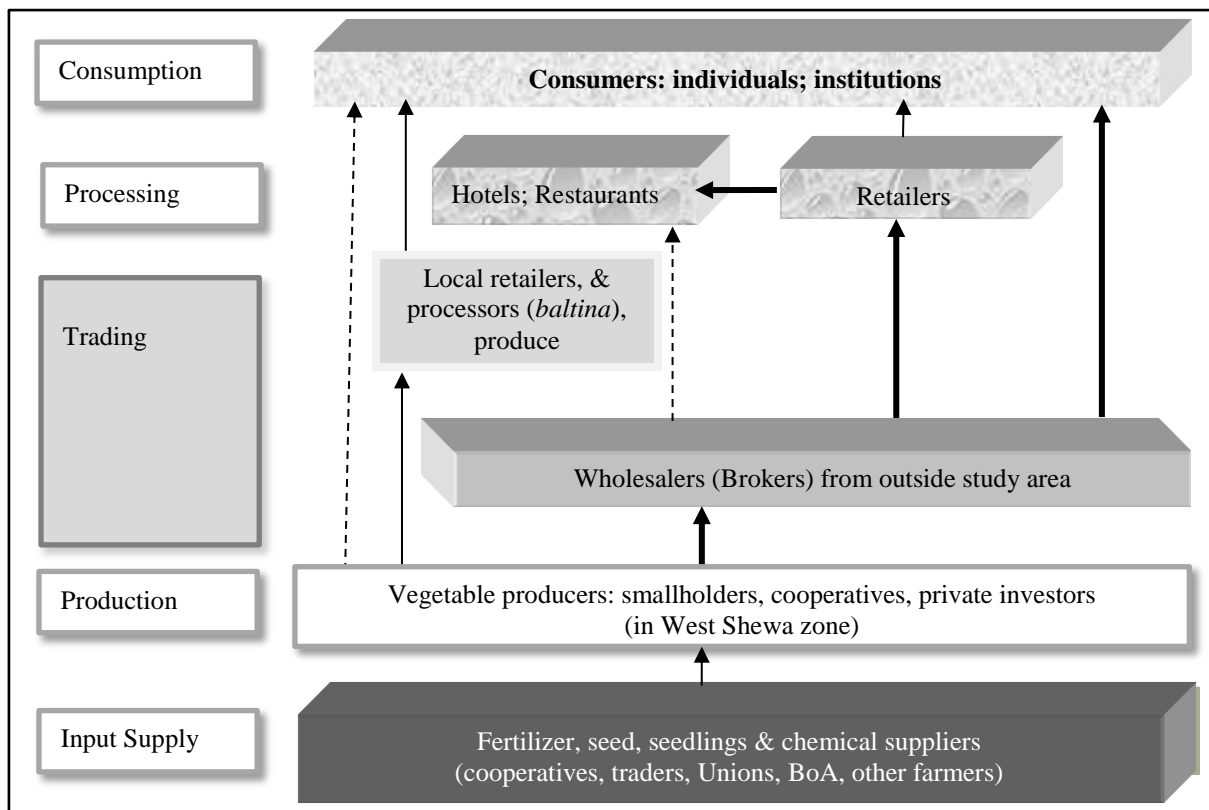 Consumption
Consumers: individuals; institutions
Processing
Hotels; Restaurants
Retailers
Local retailers, &
processors (baltina),
produce
Trading
Wholesalers (Brokers) from outside study area
Production
Vegetable producers: smallholders, cooperatives, private investors
(in West Shewa zone)
Input Supply
Fertilizer, seed, seedlings & chemical suppliers
(cooperatives, traders, Unions, BoA, other farmers)